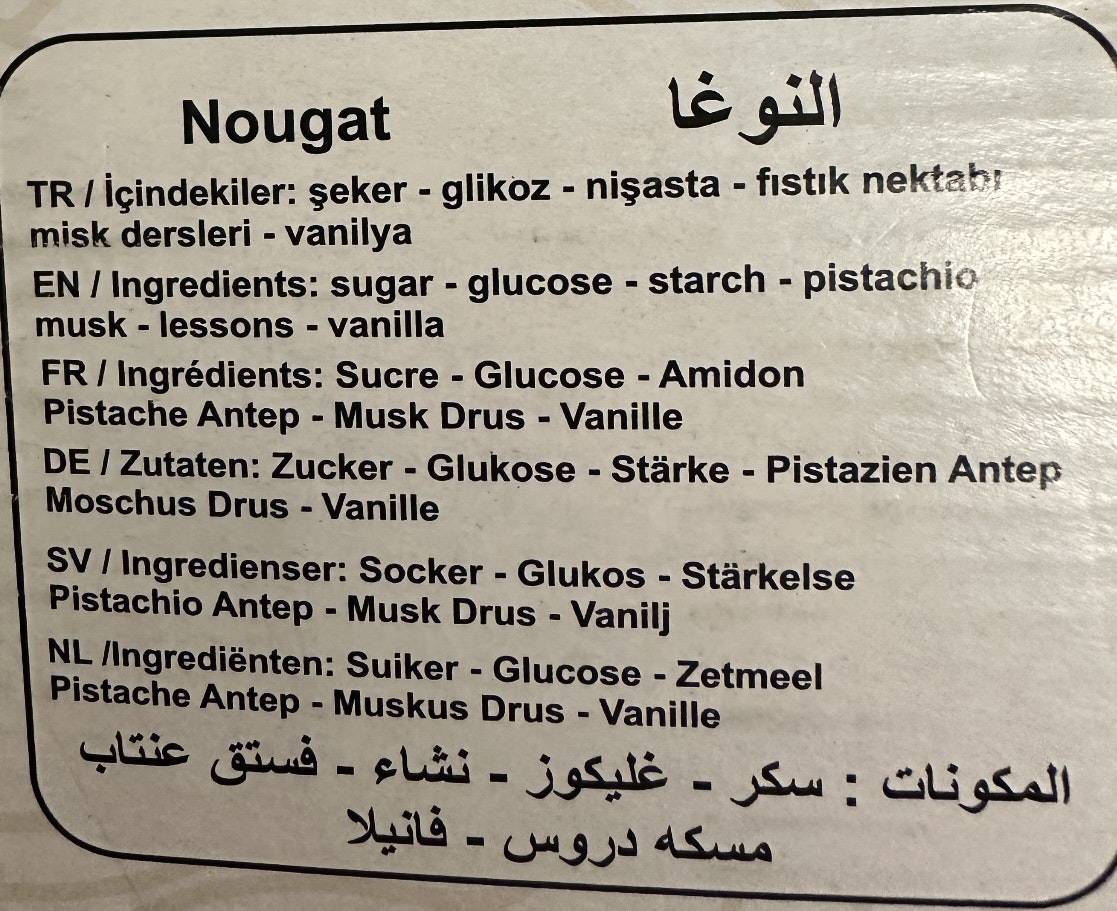 Nougat
النوغا
TR / İçindekiler: şeker - glikoz - nişasta - fıstık nektabı
misk dersleri - vanilya
EN / Ingredients: sugar - glucose - starch - pistachio
musk - lessons - vanilla
FR / Ingrédients: Sucre - Glucose - Amidon
Pistache Antep - Musk Drus - Vanille
DE / Zutaten: Zucker - Glukose - Stärke - Pistazien Antep
Moschus Drus - Vanille
SV / Ingredienser: Socker - Glukos - Stärkelse
Pistachio Antep - Musk Drus - Vanilj
NL /Ingrediënten: Suiker - Glucose - Zetmeel
Pistache Antep - Muskus Drus - Vanille
المكونات : سكر - غليكوز - نشاء - فستق عنتاب
مسكه دروس - فانيلا